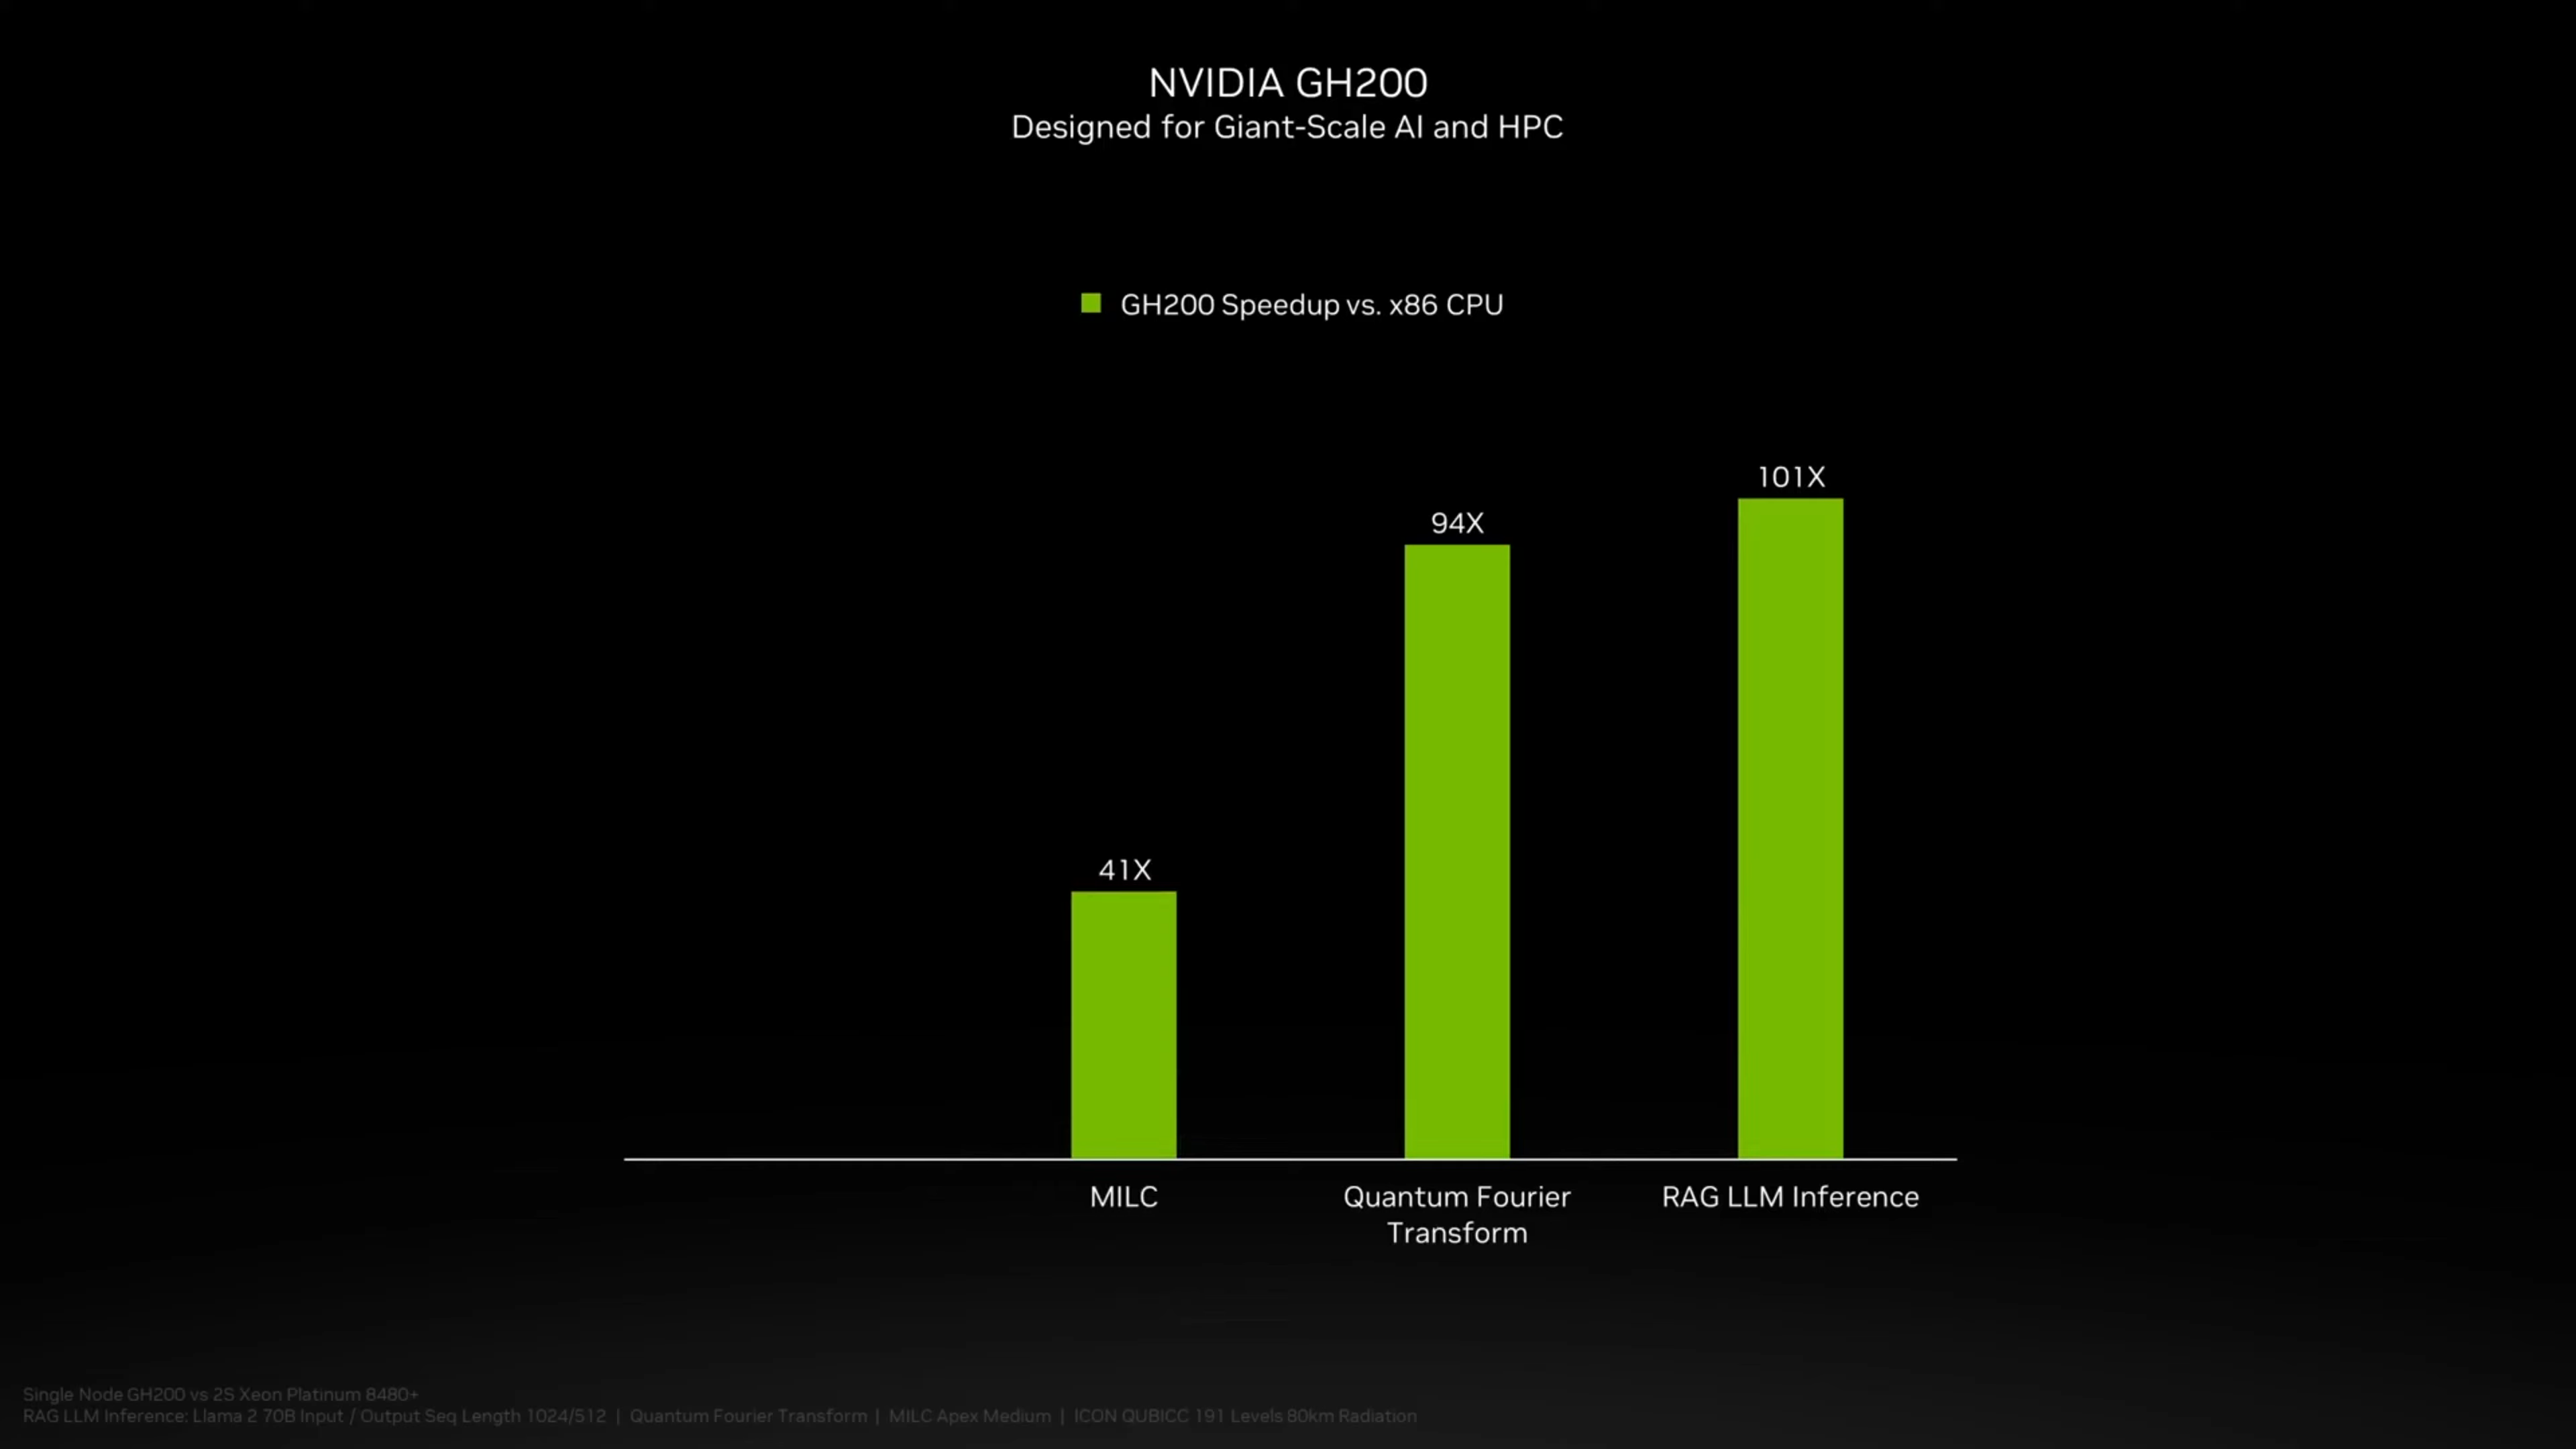 NVIDIA GH200
Designed for Giant-Scale AI and HPC
GH200 Speedup vs. x86 CPU
101X
94X
41X
MILC
Quantum Fourier
Transform
RAG LLM Inference
Single Node GH200 vs 2S Xeon Platinum 8480+
RAG LLM Inference: Llama 2 70B Input / Output Seq Length 1024/512 | Quantum Fourier Transform | MILC Apex Medium | ICON QUBICC 191 Levels 80km Radiation